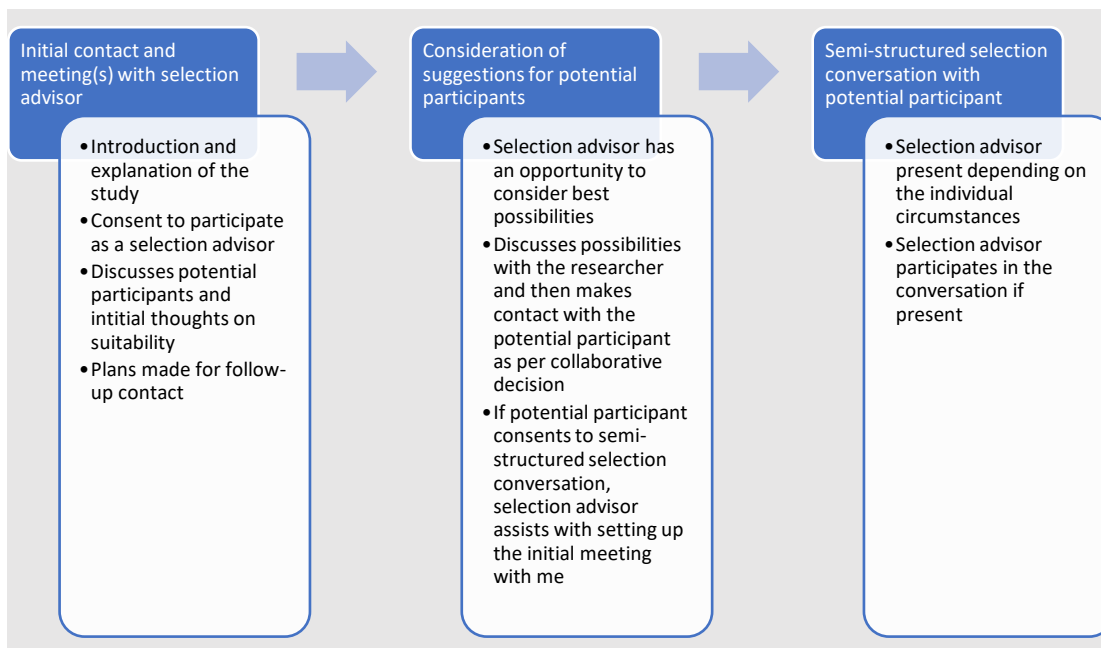 Initial contact and
meeting(s) with selection
advisor
•Introduction and
explanation of the
study
•Consent to participate
as a selection advisor
•Discusses potential
participants and
intitial thoughts on
suitability
•Plans made for follow-
up contact
Consideration of
suggestions for potential
participants
•Selection advisor has
an opportunity to
consider best
possibilities
•Discusses possibilities
with the researcher
and then makes
contact with the
potential participant
as per collaborative
decision
•If potential participant
consents to semi-
structured selection
conversation,
selection advisor
assists with setting up
the initial meeting
with me
Semi-structured selection
conversation with
potential participant
•Selection advisor
present depending on
the individual
circumstances
•Selection advisor
participates in the
conversation if
present